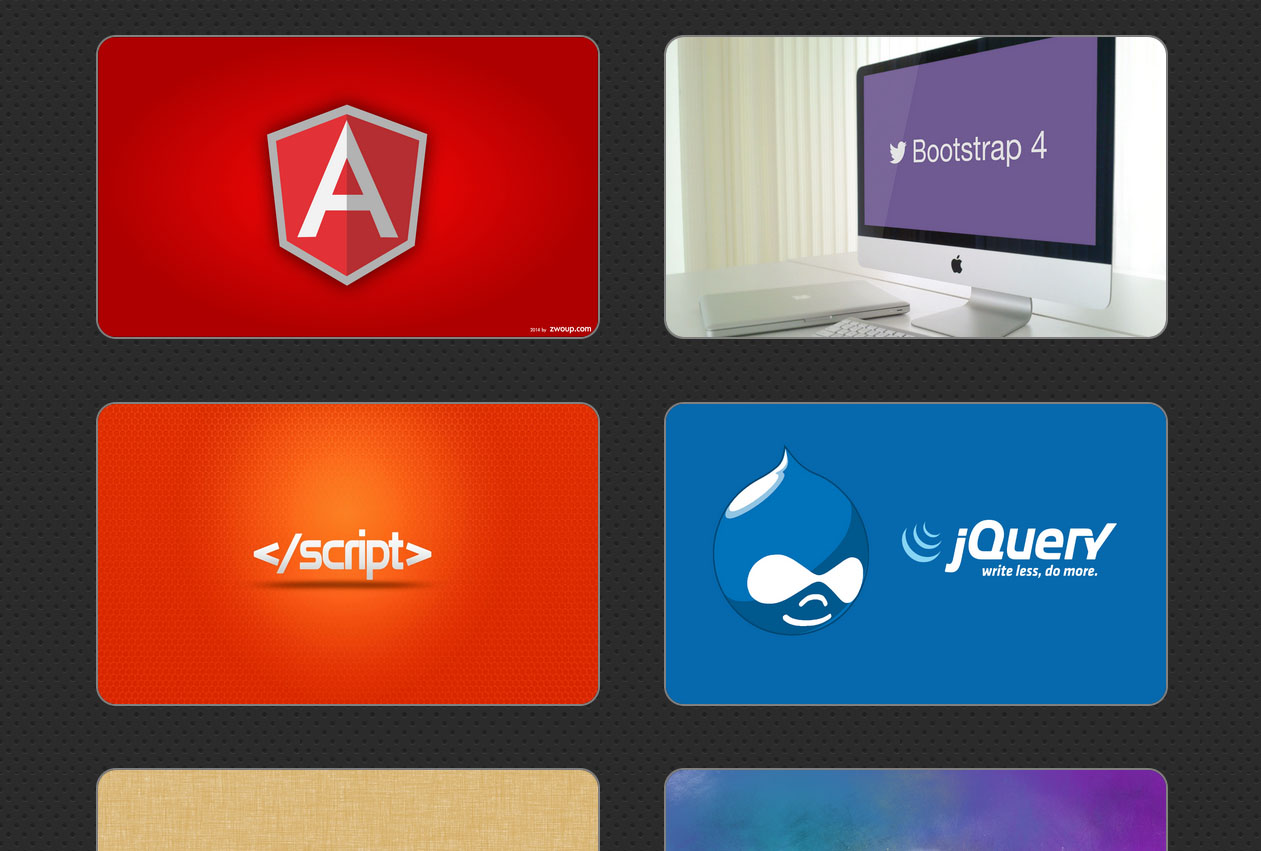 A
2014 by zwoup.com
Bootstrap 4
</script>
jQuery
write less, do more.